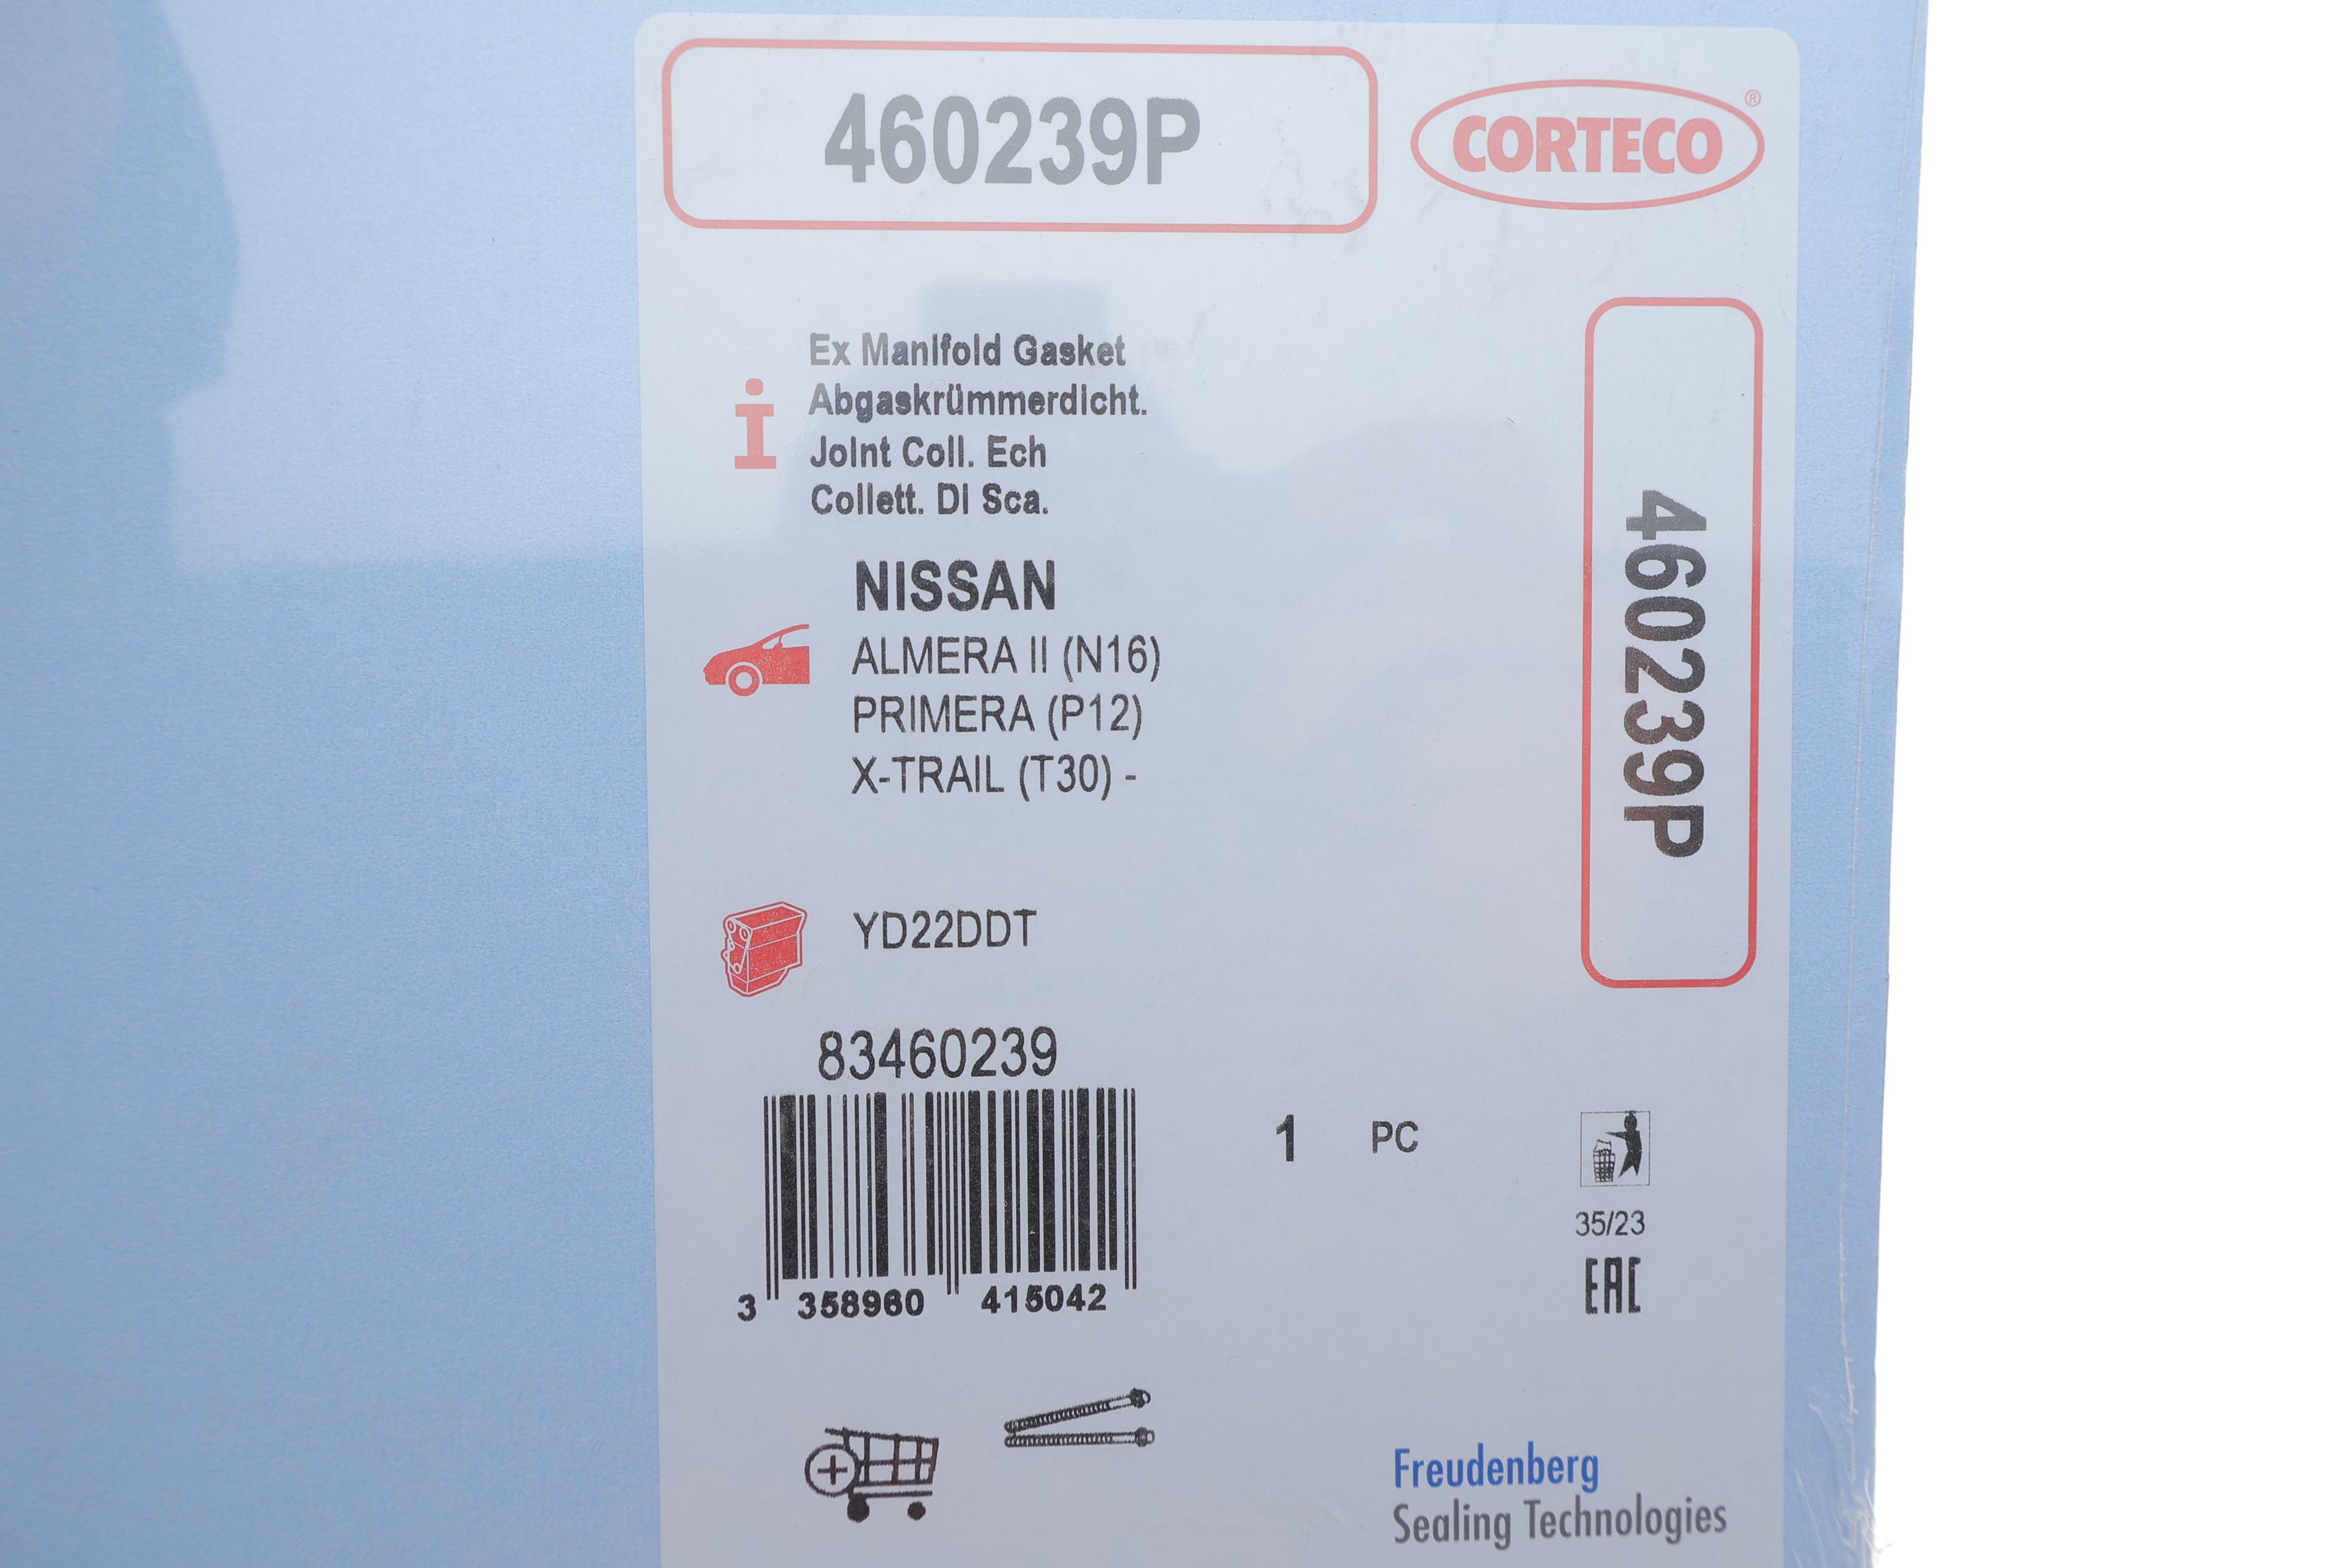 460239P
CORTECO®
Ex Manifold Gasket
Abgaskrümmerdicht.
Joint Coll. Ech
Collett. Di Sca.
NISSAN
ALMERA II (N16)
PRIMERA (P12)
X-TRAIL (T30) -
460239P
YD22DDT
83460239
3 358960 415042
1 PC
35/23
EAC
Freudenberg
Sealing Technologies